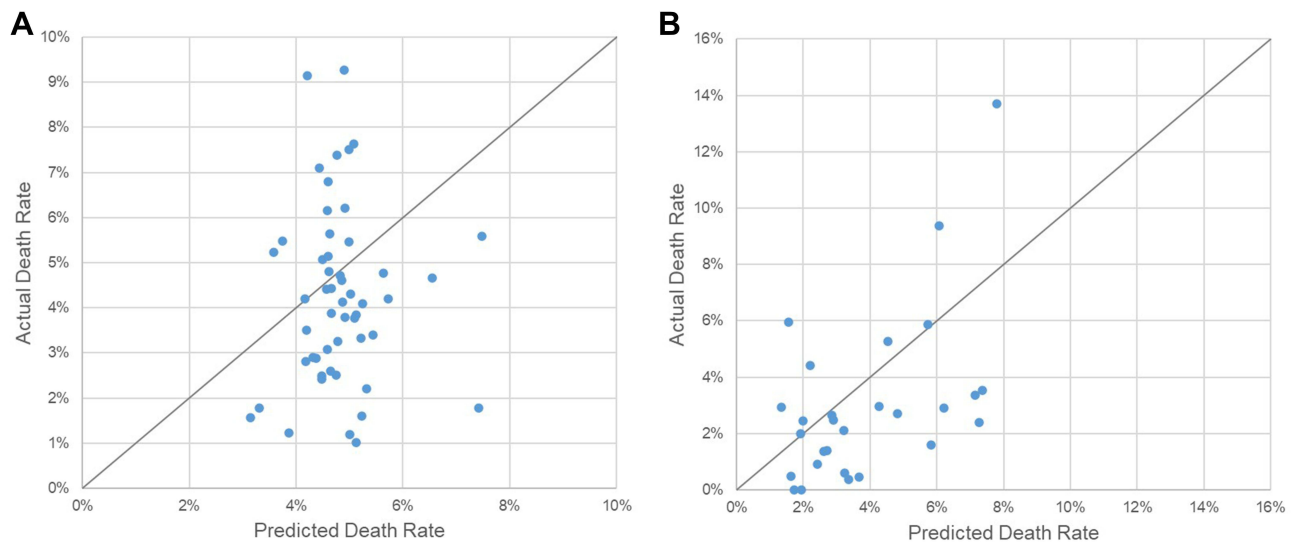 A
10%
9%
8%
7%
6%
5%
4%
3%
2%
1%
0%
Actual Death Rate
0% 2% 4% 6% 8% 10%
Predicted Death Rate
B
16%
14%
12%
10%
8%
6%
4%
2%
0%
Actual Death Rate
0% 2% 4% 6% 8% 10% 12% 14% 16%
Predicted Death Rate